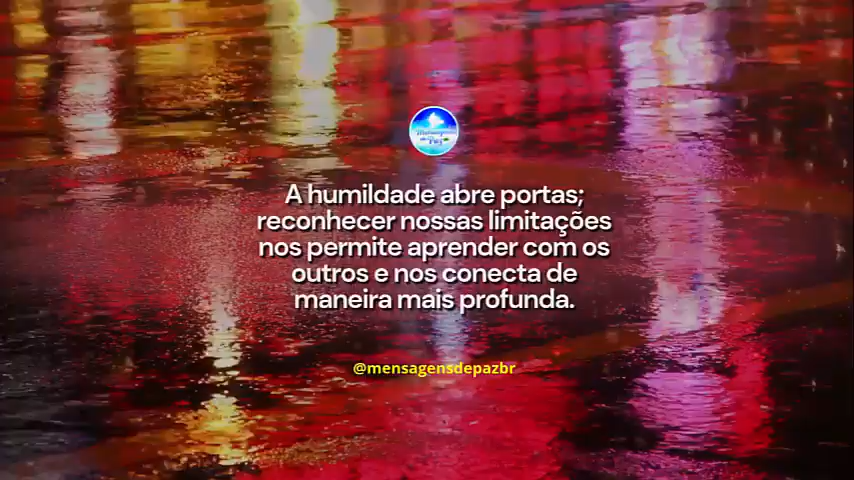 A humildade abre portas;
reconhecer nossas limitações
nos permite aprender com os
outros e nos conecta de
maneira mais profunda.
@mensagensdepazbr